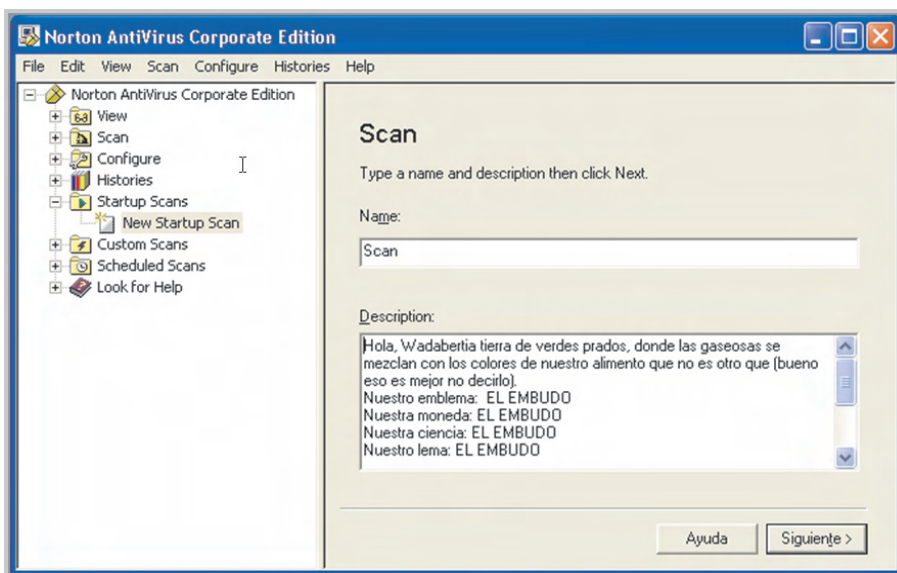 Norton AntiVirus Corporate Edition
File Edit View Scan Configure Histories Help
Norton AntiVirus Corporate Edition
View
Scan
Configure
Histories
Startup Scans
New Startup Scan
Custom Scans
Scheduled Scans
Look for Help
Scan
Type a name and description then click Next.
Name:
Scan
Description:
Hola, Wadabertia tierra de verdes prados, donde las gaseosas se
mezclan con los colores de nuestro alimento que no es otro que (bueno
eso es mejor no decirlo).
Nuestro emblema: EL EMBUDO
Nuestra moneda: EL EMBUDO
Nuestra ciencia: EL EMBUDO
Nuestro lema: EL EMBUDO
Ayuda
Siguiente >